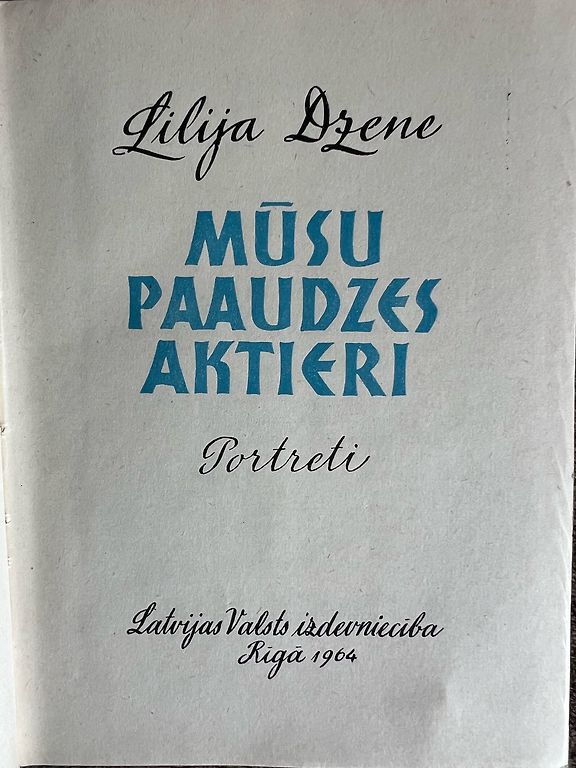 Lilija Dzene
MŪSU
PAAUDZES
AKTIERI
Portreti
Latvijas Valsts izdevniecība
Rīgā 1964